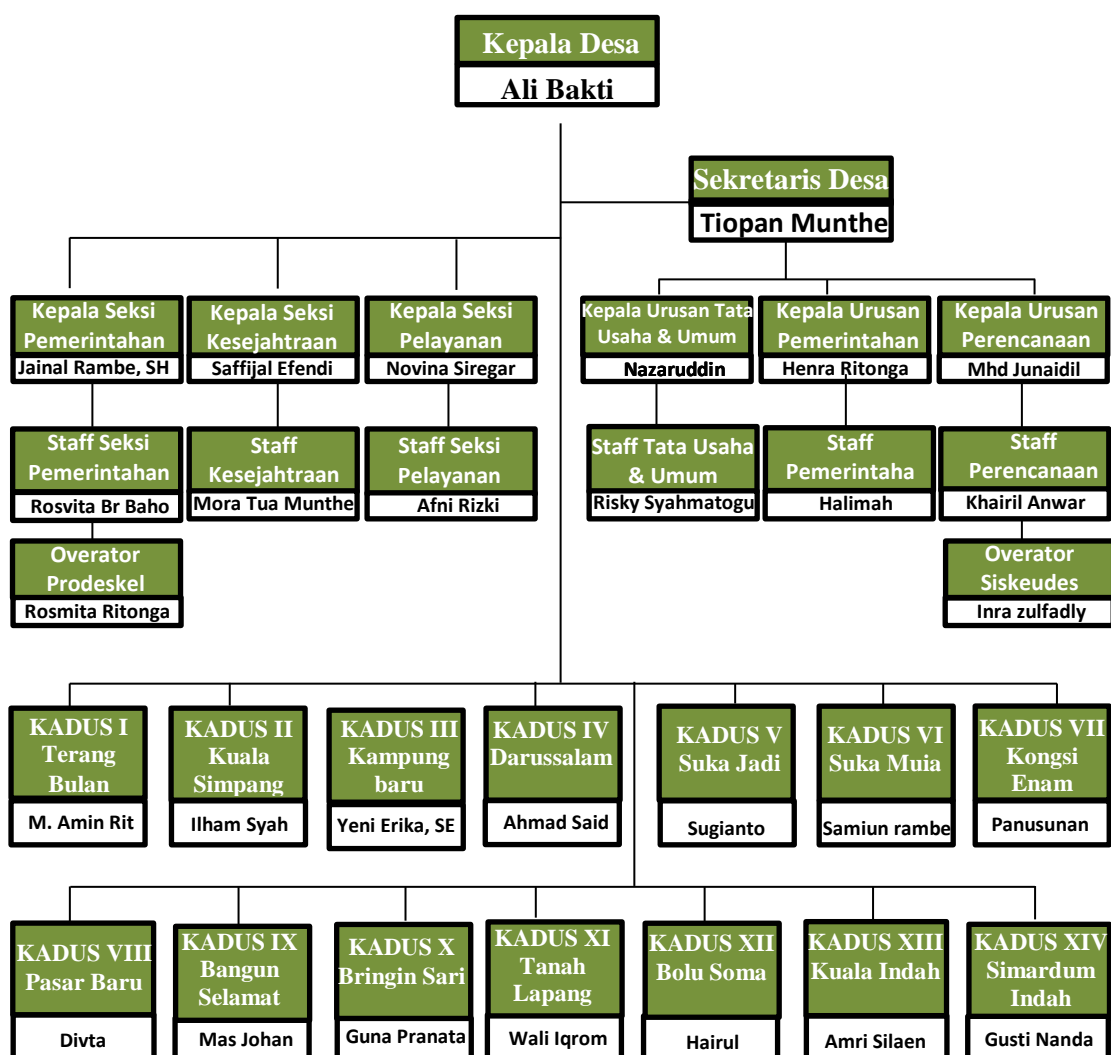 Kepala Desa
Ali Bakti
Sekretaris Desa
Tiopan Munthe
Kepala Seksi
Pemerintahan
Jainal Rambe, SH
Kepala Seksi
Kesejahtraan
Saffijal Efendi
Kepala Seksi
Pelayanan
Novina Siregar
Kepala Urusan Tata
Usaha & Umum
Nazaruddin
Kepala Urusan
Pemerintahan
Henra Ritonga
Kepala Urusan
Perencanaan
Mhd Junaidil
Staff Seksi
Pemerintahan
Rosvita Br Baho
Staff
Kesejahtraan
Mora Tua Munthe
Staff Seksi
Pelayanan
Afni Rizki
Staff Tata Usaha
& Umum
Risky Syahmatogu
Staff
Pemerintaha
Halimah
Staff
Perencanaan
Khairil Anwar
Overator
Prodeskel
Rosmita Ritonga
Overator
Siskeudes
Inra zulfadly
KADUS I
Terang
Bulan
M. Amin Rit
KADUS II
Kuala
Simpang
Ilham Syah
KADUS III
Kampung
baru
Yeni Erika, SE
KADUS IV
Darussalam
Ahmad Said
KADUS V
Suka Jadi
Sugianto
KADUS VI
Suka Muia
Samiun rambe
KADUS VII
Kongsi
Enam
Panusunan
KADUS VIII
Pasar Baru
Divta
KADUS IX
Bangun
Selamat
Mas Johan
KADUS X
Bringin Sari
Guna Pranata
KADUS XI
Tanah
Lapang
Wali Iqrom
KADUS XII
Bolu Soma
Hairul
KADUS XIII
Kuala Indah
Amri Silaen
KADUS XIV
Simardum
Indah
Gusti Nanda